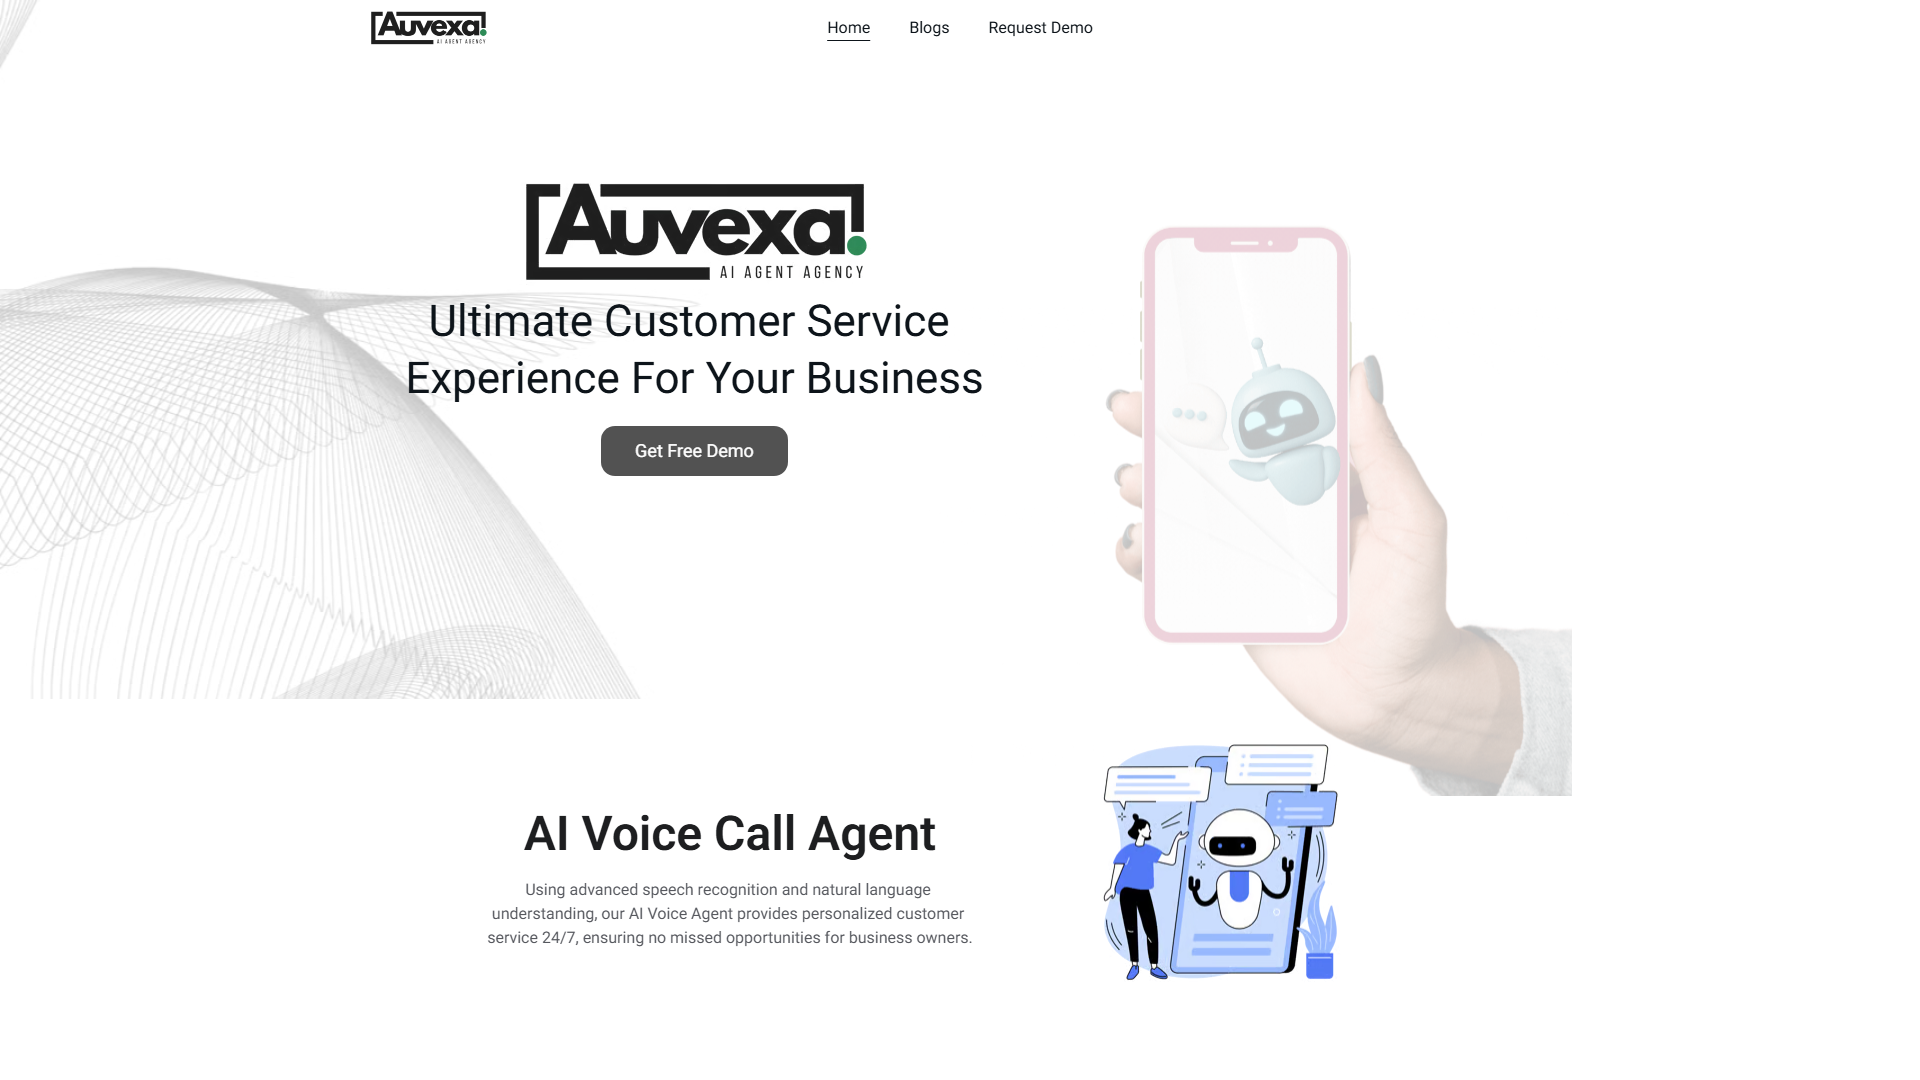 Auvexa
AI AGENT AGENCY
Home
Blogs
Request Demo
Auvexa
AI AGENT AGENCY
Ultimate Customer Service
Experience For Your Business
Get Free Demo
AI Voice Call Agent
Using advanced speech recognition and natural language
understanding, our AI Voice Agent provides personalized customer
service 24/7, ensuring no missed opportunities for business owners.